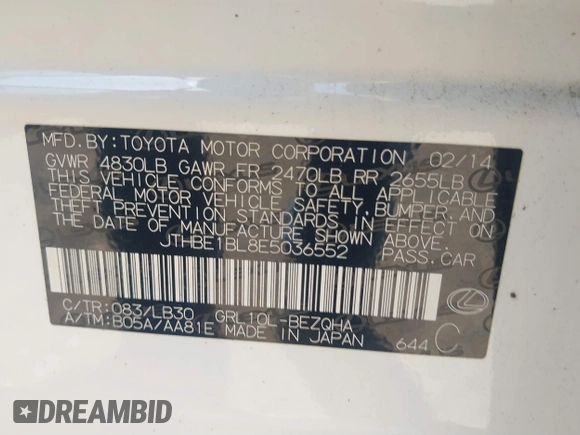 MFD.BY:TOYOTA MOTOR CORPORATION 02/14
GVWR 4830LB GAWR FR 2470LB RR 2655LB
THIS VEHICLE CONFORMS TO ALL APPLICABLE
FEDERAL MOTOR VEHICLE SAFETY,BUMPER,AND
THEFT PREVENTION STANDARDS IN EFFECT ON
THE DATE OF MANUFACTURE SHOWN ABOVE.
JTHBE1BL8E5036552 PASS.CAR
C/TR:083/LB30 GRL10L-BEZQHA
A/TM:B05A/AA81E MADE IN JAPAN 644 C
DREAMBID